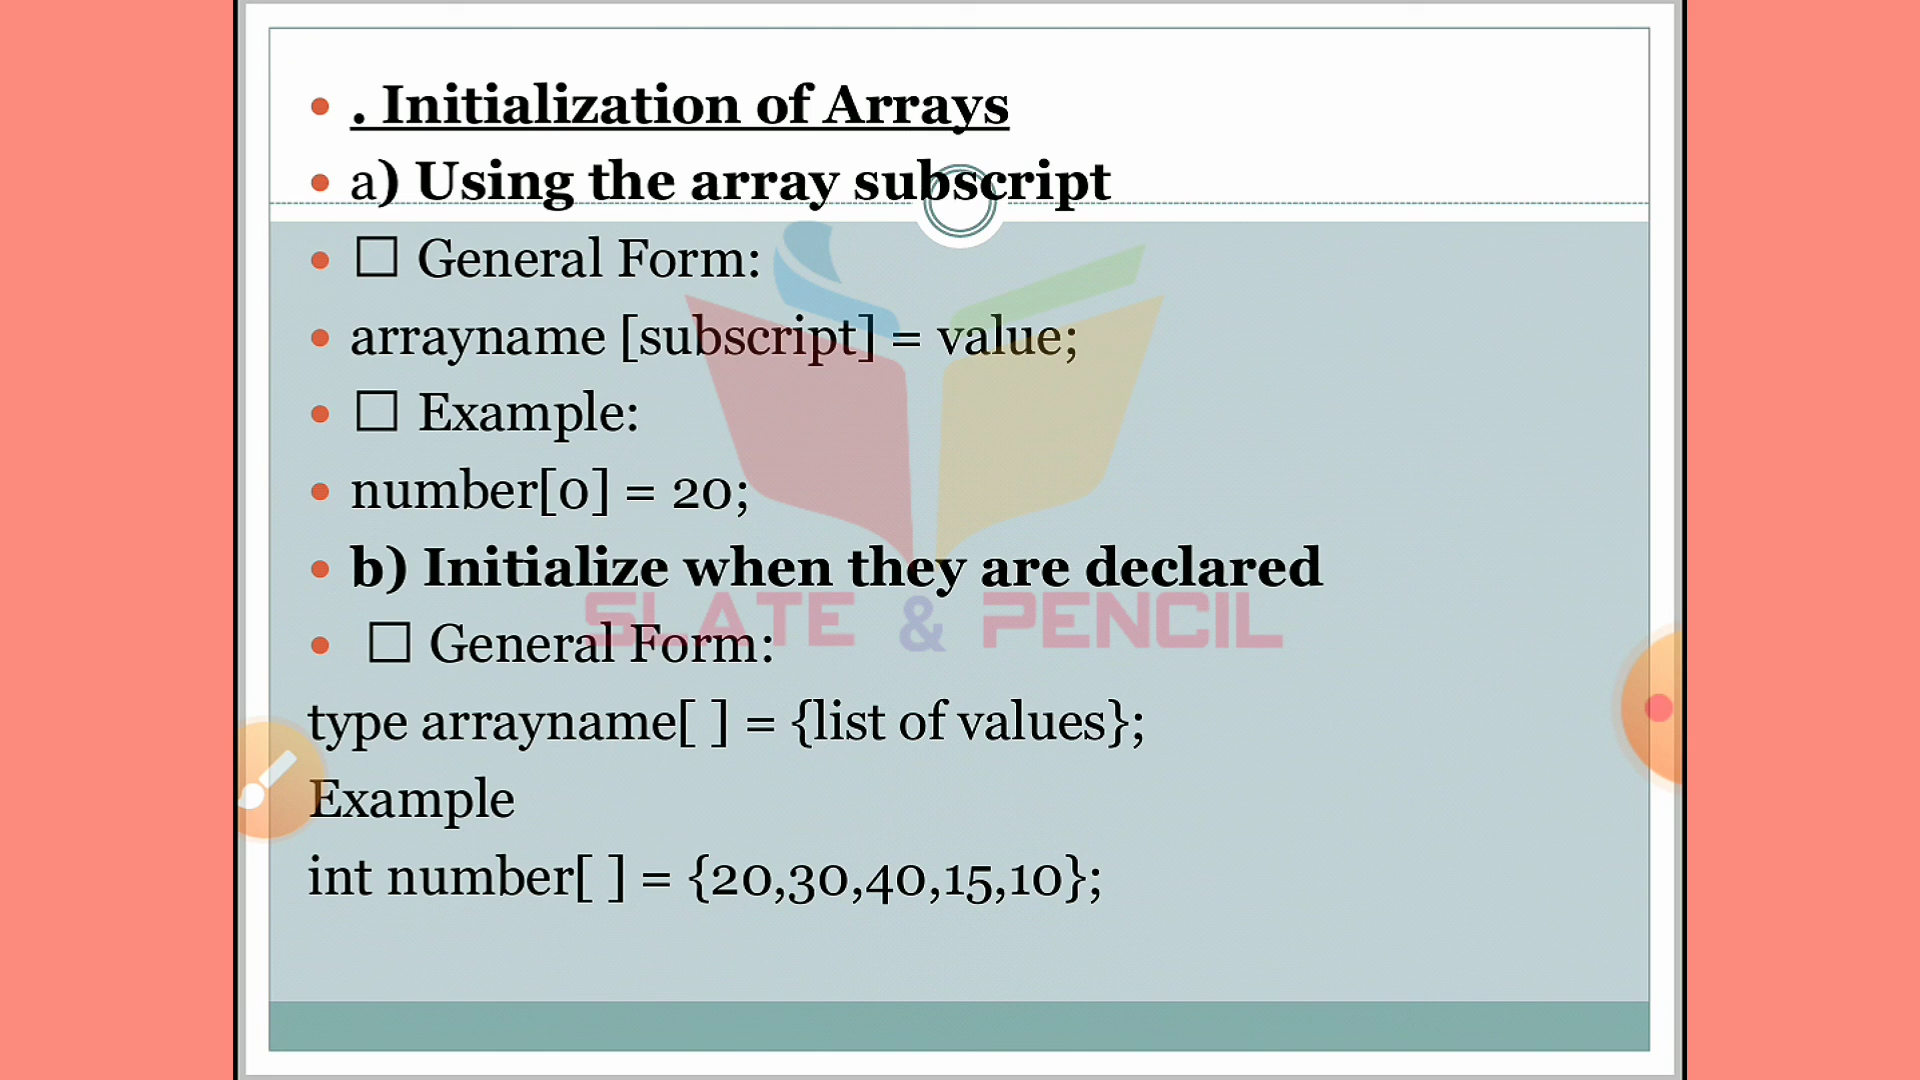 . Initialization of Arrays
a) Using the array subscript
☐ General Form:
arrayname [subscript] = value;
☐ Example:
number[0] = 20;
b) Initialize when they are declared
SLATE & PENCIL
☐ General Form:
type arrayname[ ] = {list of values};
Example
int number[ ] = {20,30,40,15,10};